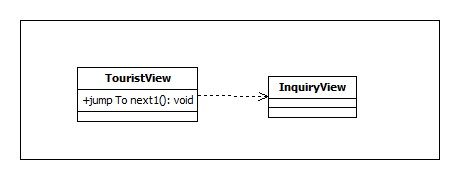 TouristView
+jump To next1(): void
InquiryView